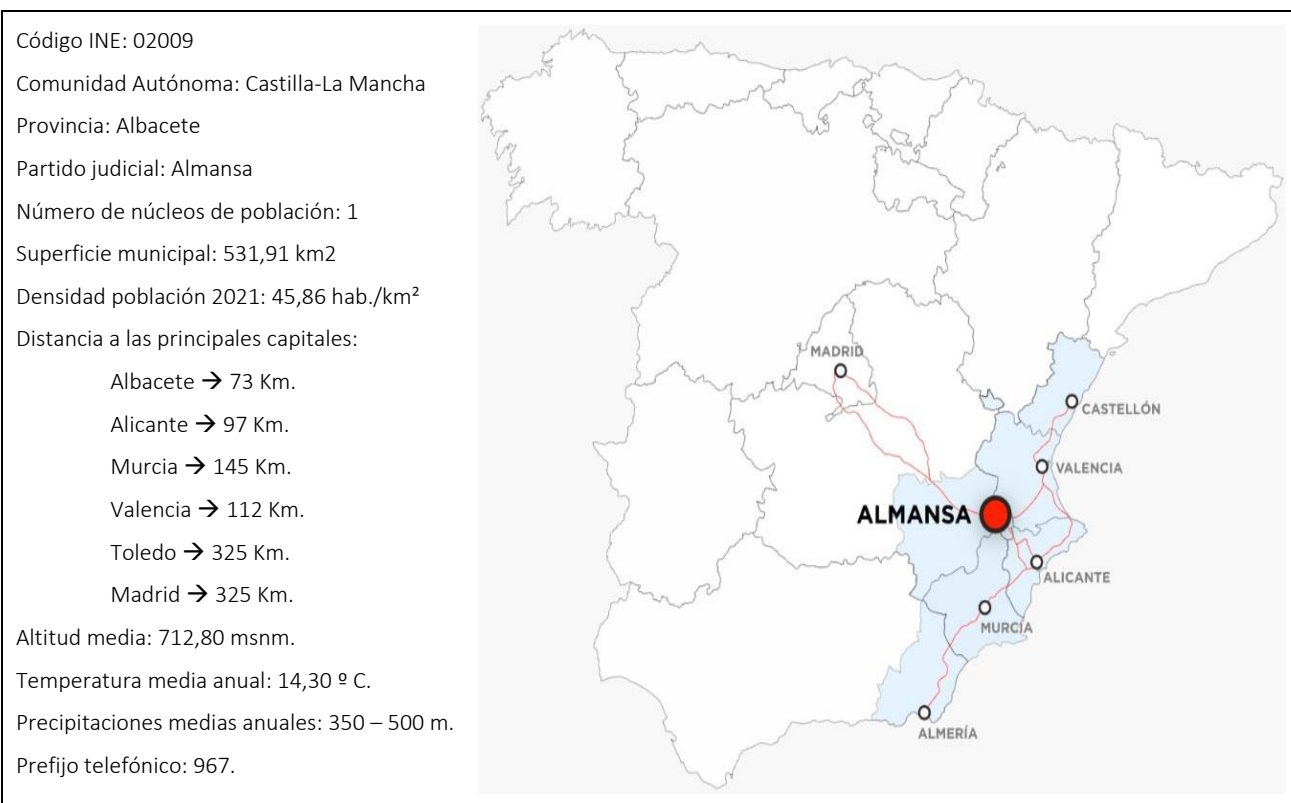 Código INE: 02009
Comunidad Autónoma: Castilla-La Mancha
Provincia: Albacete
Partido judicial: Almansa
Número de núcleos de población: 1
Superficie municipal: 531,91 km2
Densidad población 2021: 45,86 hab./km²
Distancia a las principales capitales:
Albacete → 73 Km.
Alicante → 97 Km.
Murcia → 145 Km.
Valencia → 112 Km.
Toledo → 325 Km.
Madrid → 325 Km.
Altitud media: 712,80 msnm.
Temperatura media anual: 14,30 º C.
Precipitaciones medias anuales: 350 – 500 m.
Prefijo telefónico: 967.
MADRID
CASTELLÓN
VALENCIA
ALMANSA
ALICANTE
MURCIA
ALMERÍA